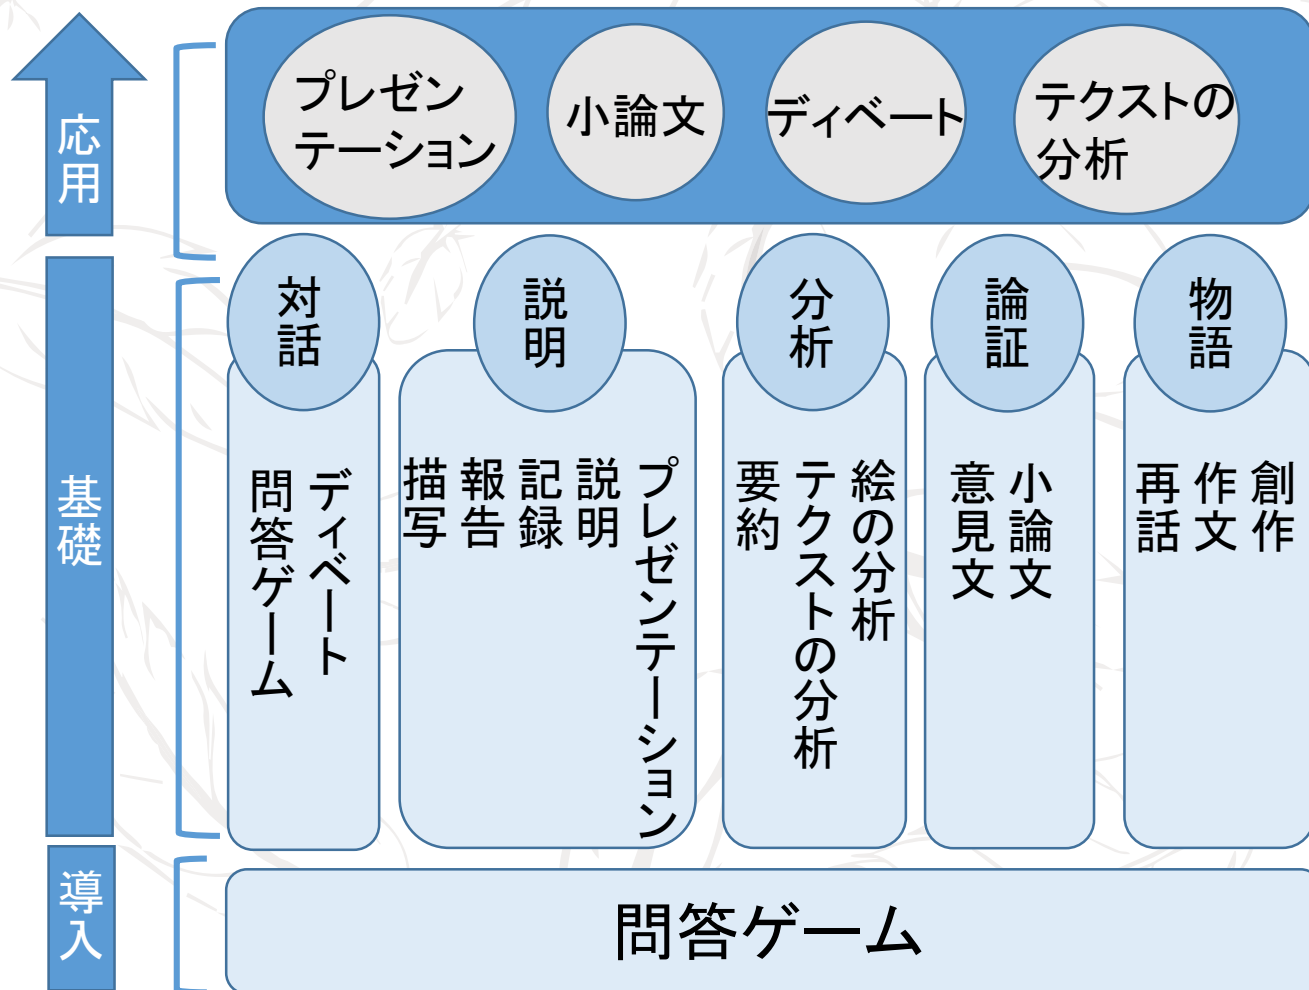 応用
プレゼン
テーション
小論文
ディベート
テクストの
分析
基礎
対話
ディベート
問答ゲーム
説明
プレゼンテーション
説明
記録
報告
描写
分析
絵の分析
テクストの分析
要約
論証
小論文
意見文
物語
創作
作文
再話
導入
問答ゲーム